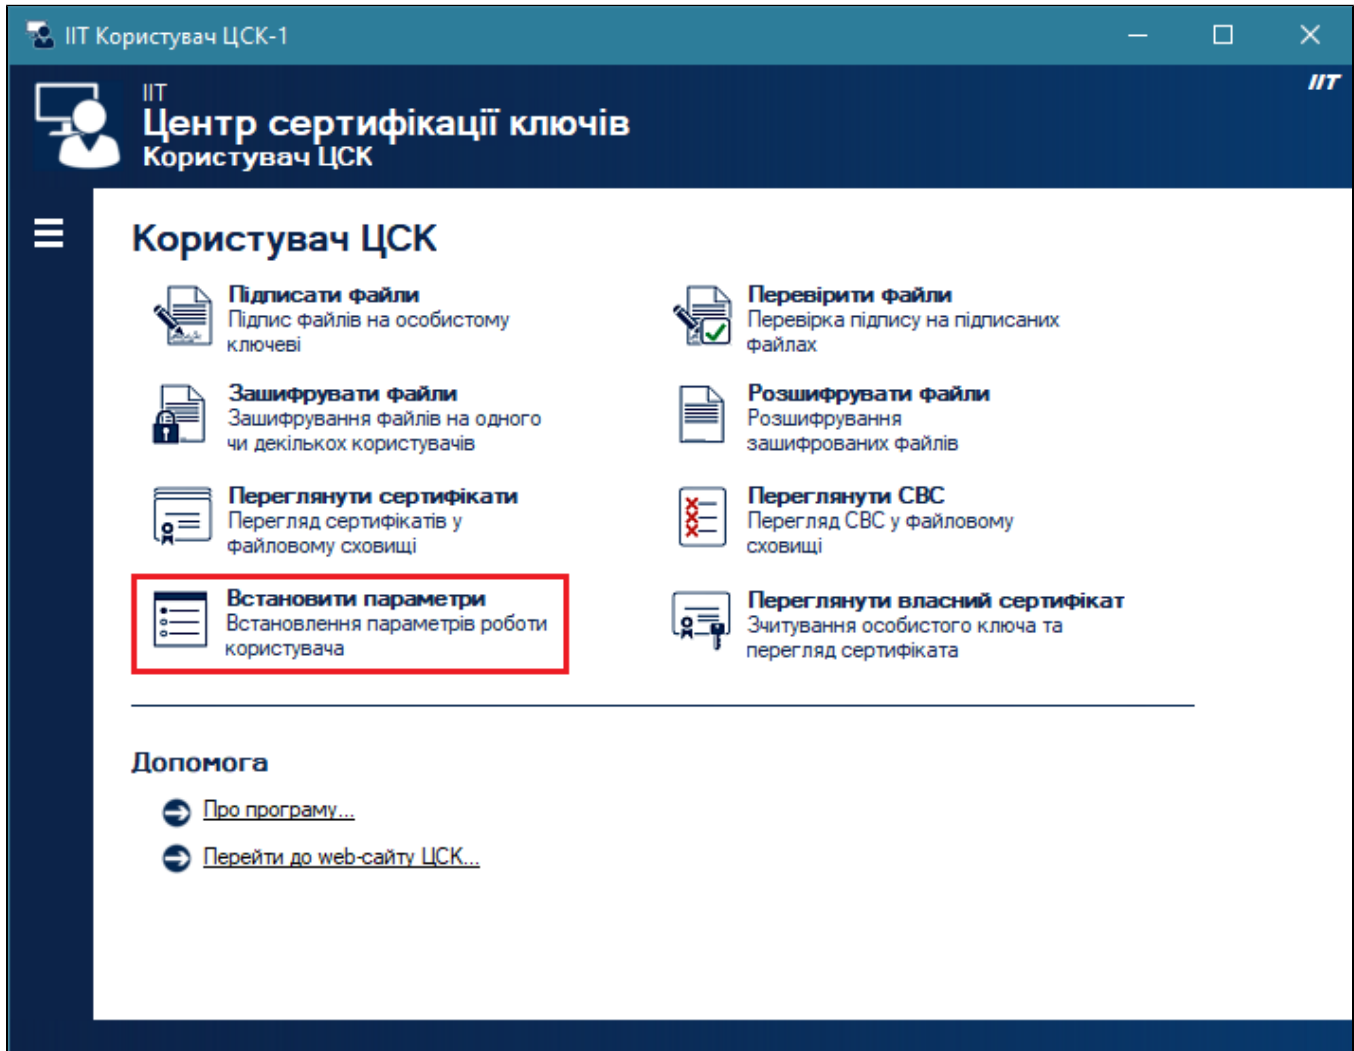 ІІТ Користувач ЦСК-1
ІІТ
ІІТ
Центр сертифікації ключів
Користувач ЦСК
Користувач ЦСК
Підписати файли
Підпис файлів на особистому
ключеві
Перевірити файли
Перевірка підпису на підписаних
файлах
Зашифрувати файли
Зашифрування файлів на одного
чи декількох користувачів
Розшифрувати файли
Розшифрування
зашифрованих файлів
Переглянути сертифікати
Перегляд сертифікатів у
файловому сховищі
Переглянути СВС
Перегляд СВС у файловому
сховищі
Встановити параметри
Встановлення параметрів роботи
користувача
Переглянути власний сертифікат
Зчитування особистого ключа та
перегляд сертифіката
Допомога
Про програму...
Перейти до web-сайту ЦСК...